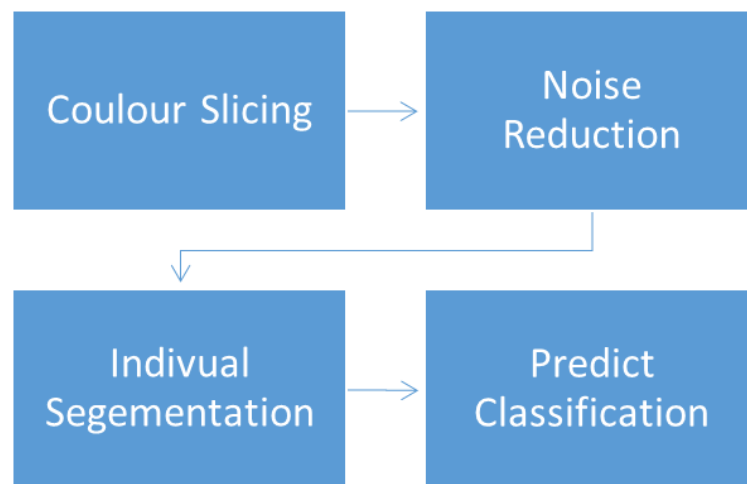 Coulour Slicing
Noise
Reduction
Indivual
Segementation
Predict
Classification